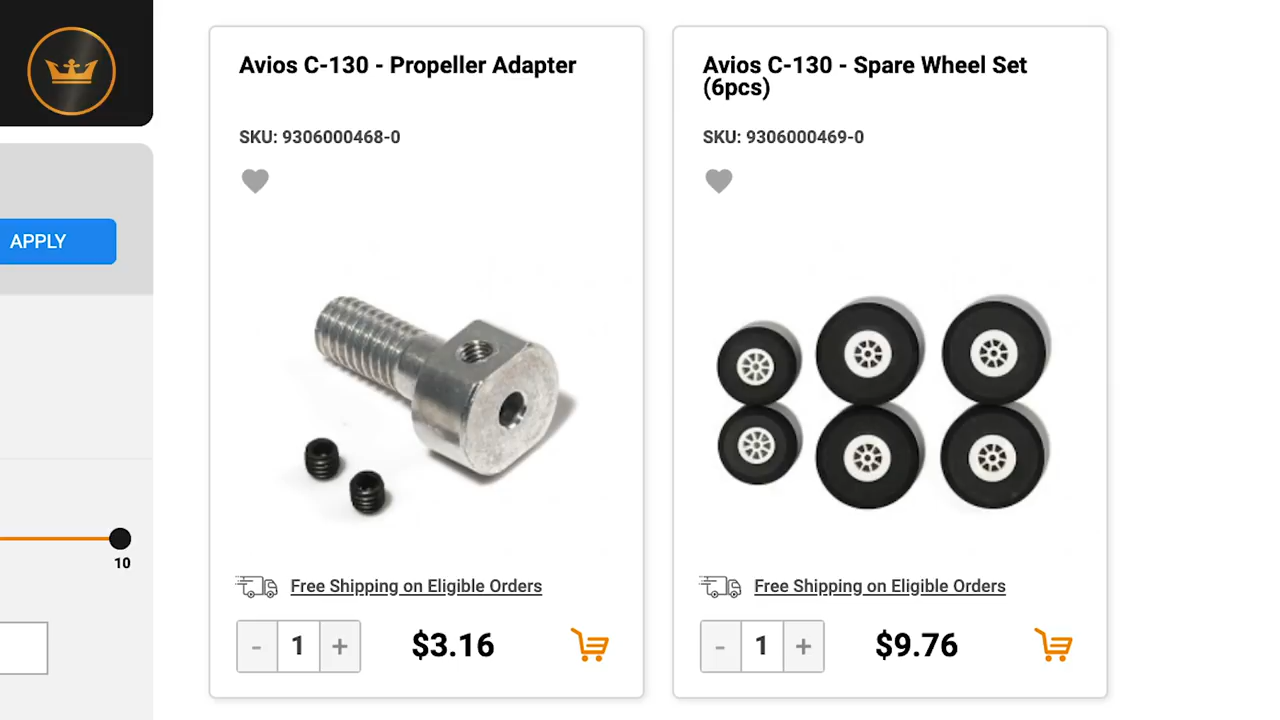 Avios C-130 - Propeller Adapter
SKU: 9306000468-0
Free Shipping on Eligible Orders
- 1 +
$3.16
Avios C-130 - Spare Wheel Set
(6pcs)
SKU: 9306000469-0
Free Shipping on Eligible Orders
- 1 +
$9.76
APPLY
10